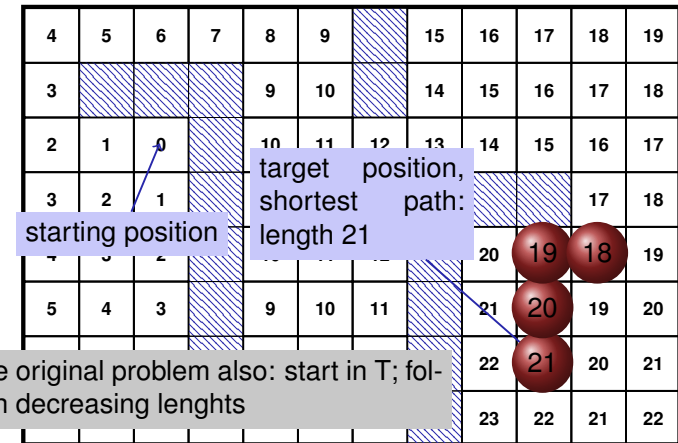 4 5 6 7 8 9 15 16 17 18 19
3 9 10 14 15 16 17 18
2 1 0 10 11 12 13 14 15 16 17
target position,
shortest path:
length 21
3 2 1 17 18
starting position
20 19 18 19
5 4 3 9 10 11 21 20 19 20
22 21 20 21
e original problem also: start in T; fol-
decreasing lenghts
23 22 21 22